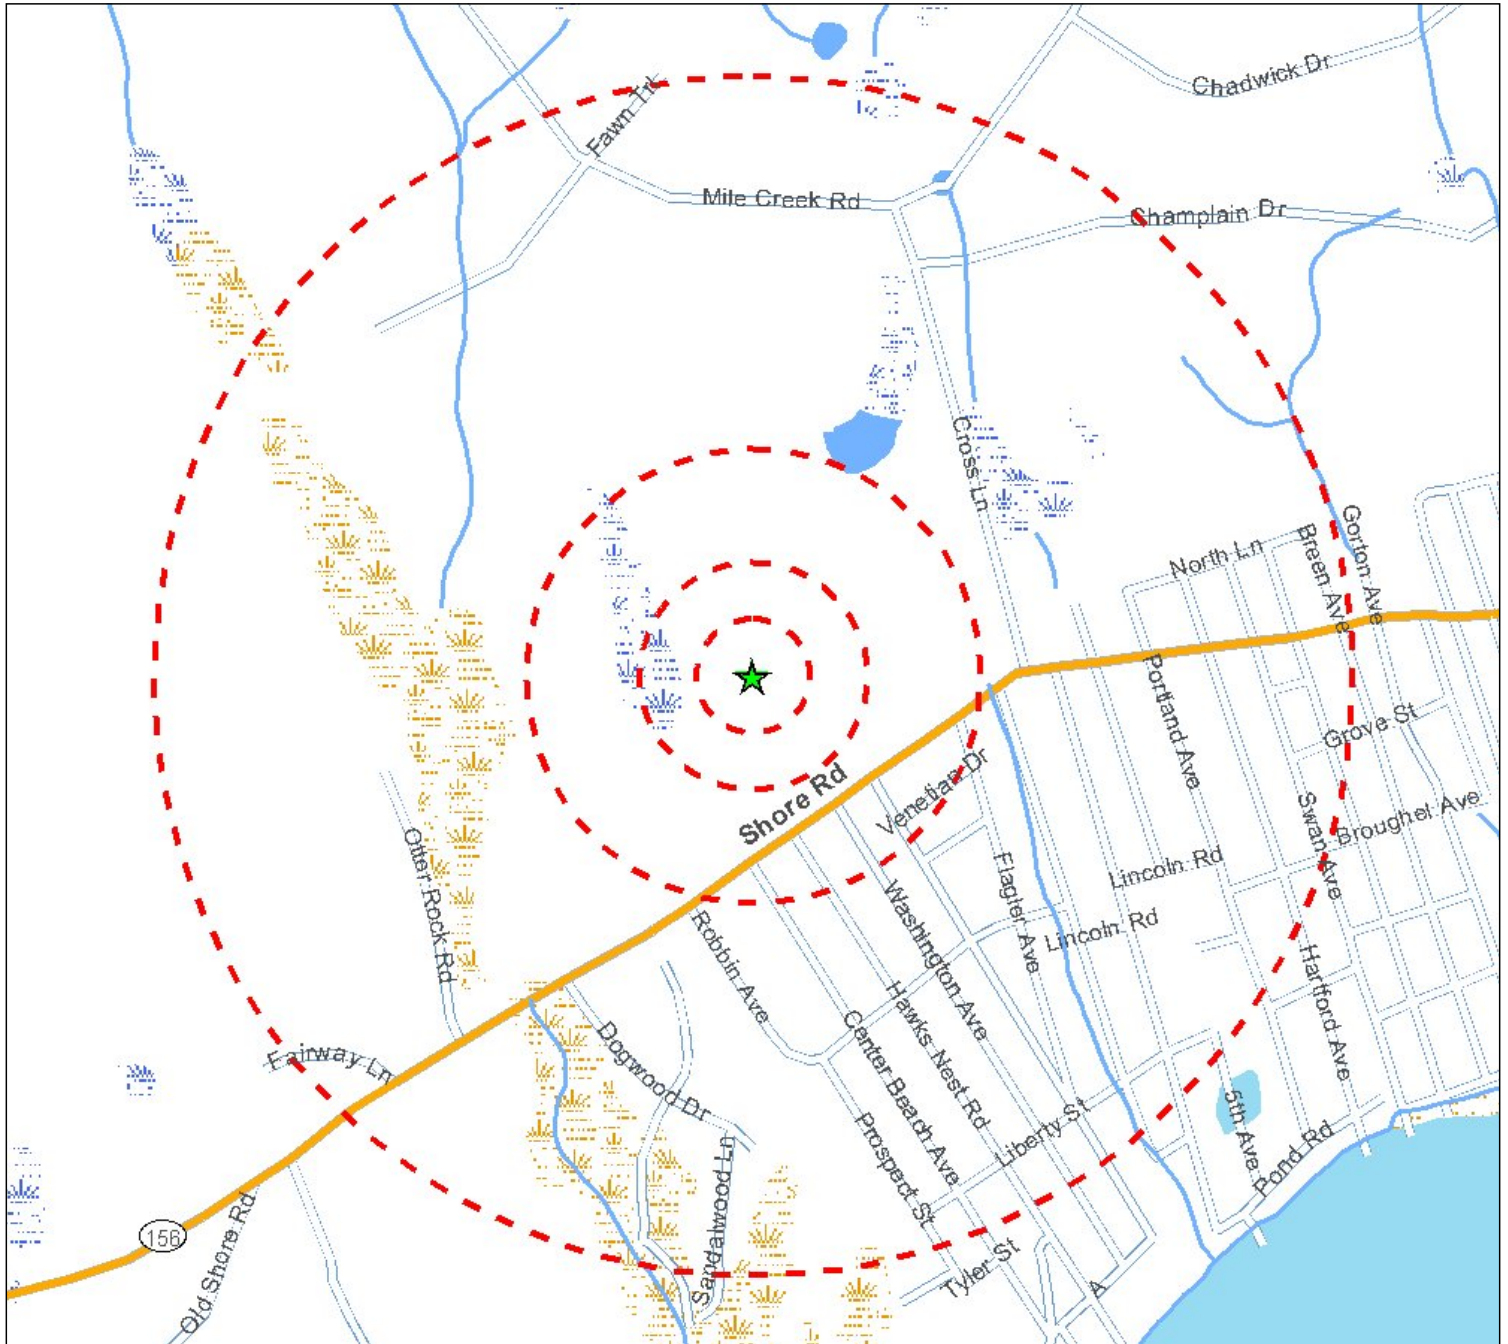 Chadwick Dr
Fawn Trl
Mile Creek Rd
Champlain Dr
Cross Ln
North Ln
Breen Ave
Gorton Ave
Portland Ave
Grove St
Shore Rd
Venetian Dr
Swan Ave
Broughel Ave
Otter Rock Rd
Flagler Ave
Lincoln Rd
Washington Ave
Lincoln Rd
Robbin Ave
Hartford Ave
Hawks Nest Rd
Center Beach Ave
Fairway Ln
Dogwood Dr
Prospect St
Liberty St
5th Ave
Pond Rd
Sandalwood Ln
156
Old Shore Rd
Tyler St
A